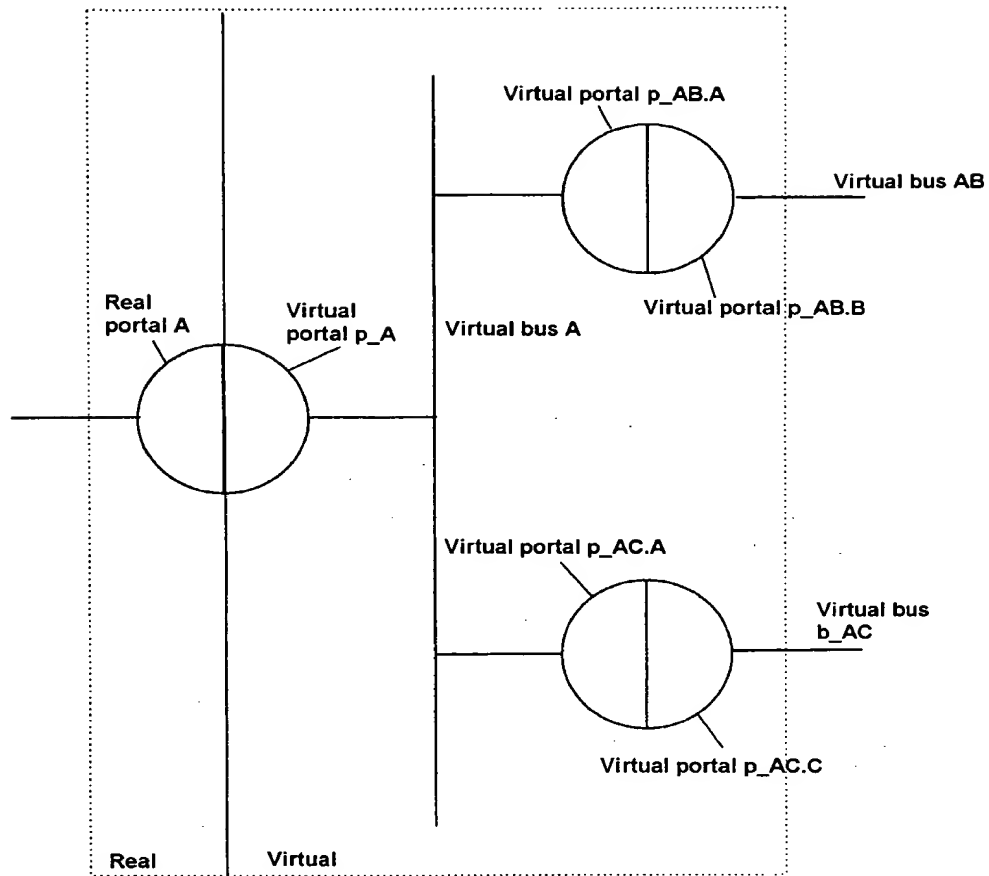 Virtual portal p_AB.A
Virtual bus AB
Virtual portal p_AB.B
Real
portal A
Virtual
portal p_A
Virtual bus A
Virtual portal p_AC.A
Virtual bus
b_AC
Virtual portal p_AC.C
Real
Virtual